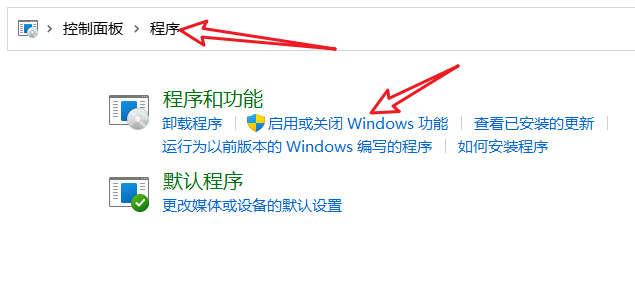 控制面板 > 程序
程序和功能
卸载程序 启用或关闭 Windows 功能 查看已安装的更新
运行为以前版本的 Windows 编写的程序 如何安装程序
默认程序
更改媒体或设备的默认设置